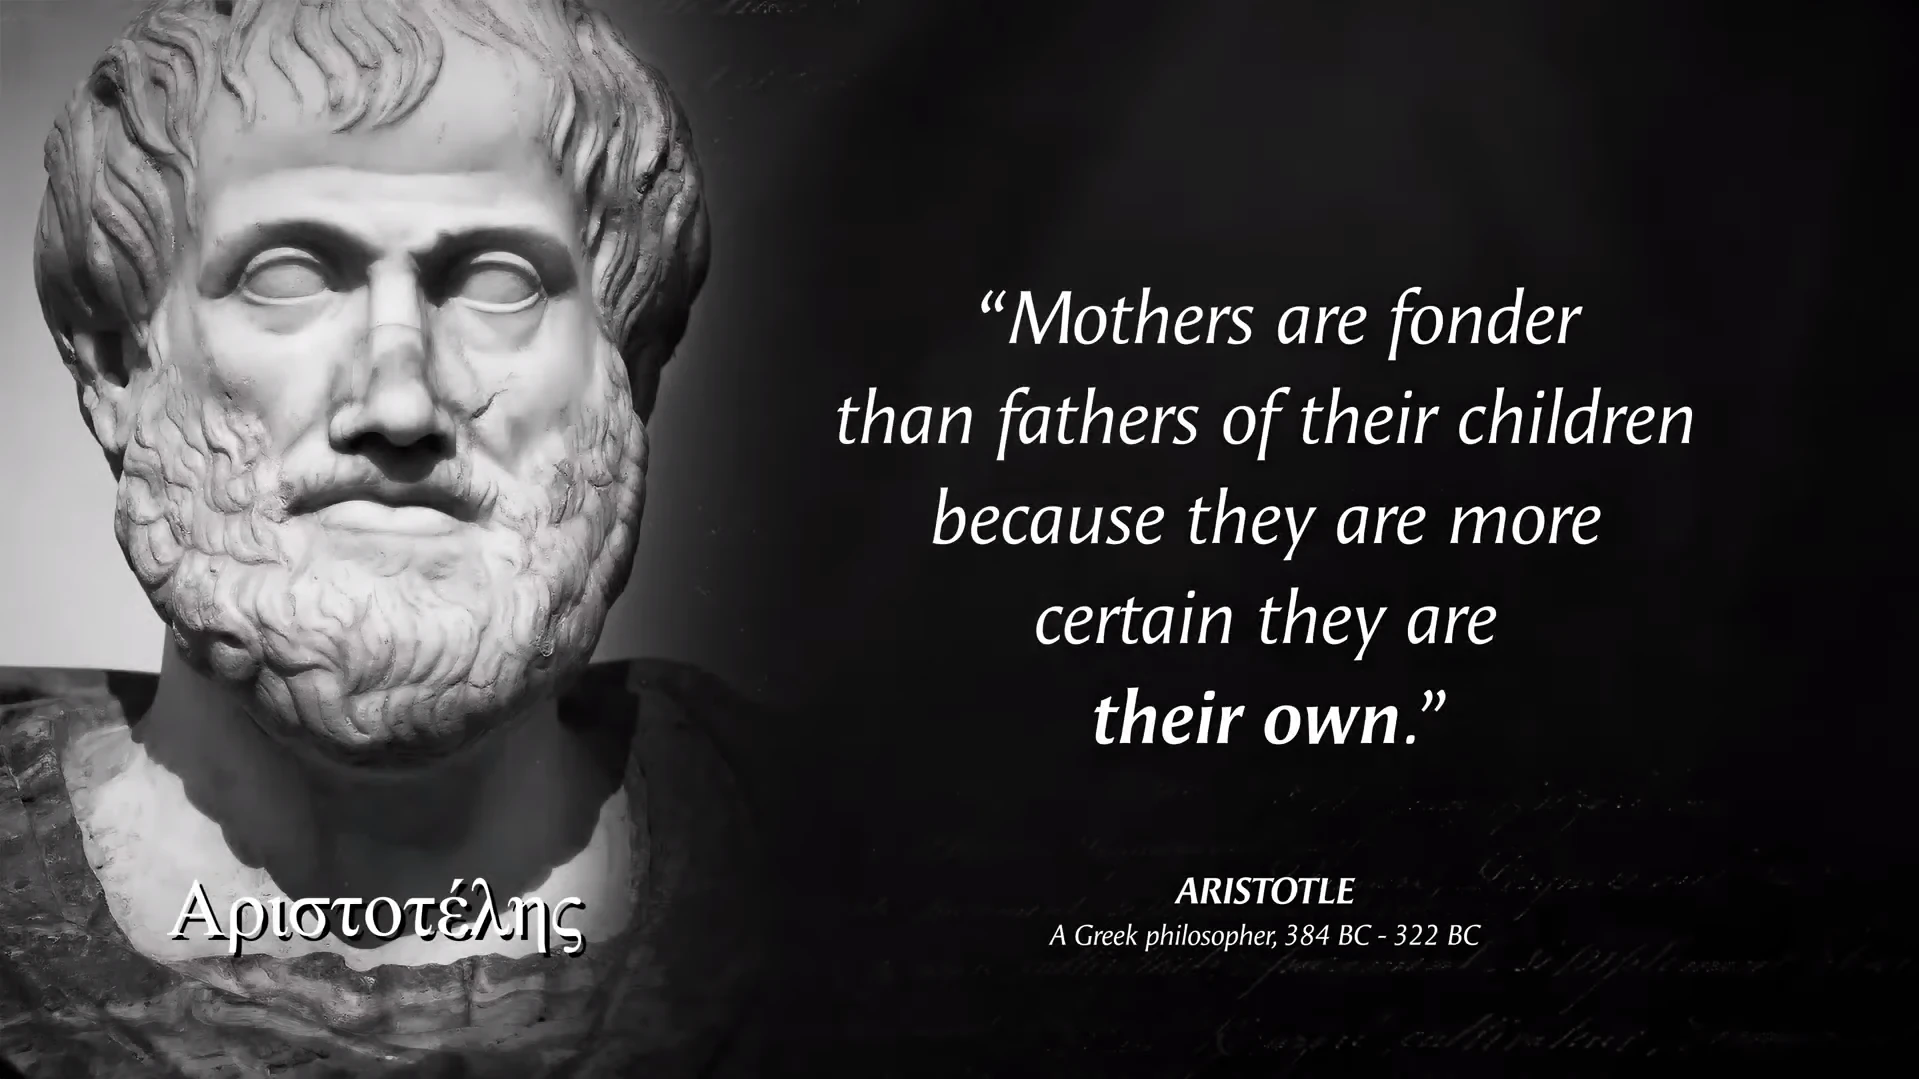 “Mothers are fonder
than fathers of their children
because they are more
certain they are
their own.”
ARISTOTLE
A Greek philosopher, 384 BC - 322 BC
Αριστοτέλης